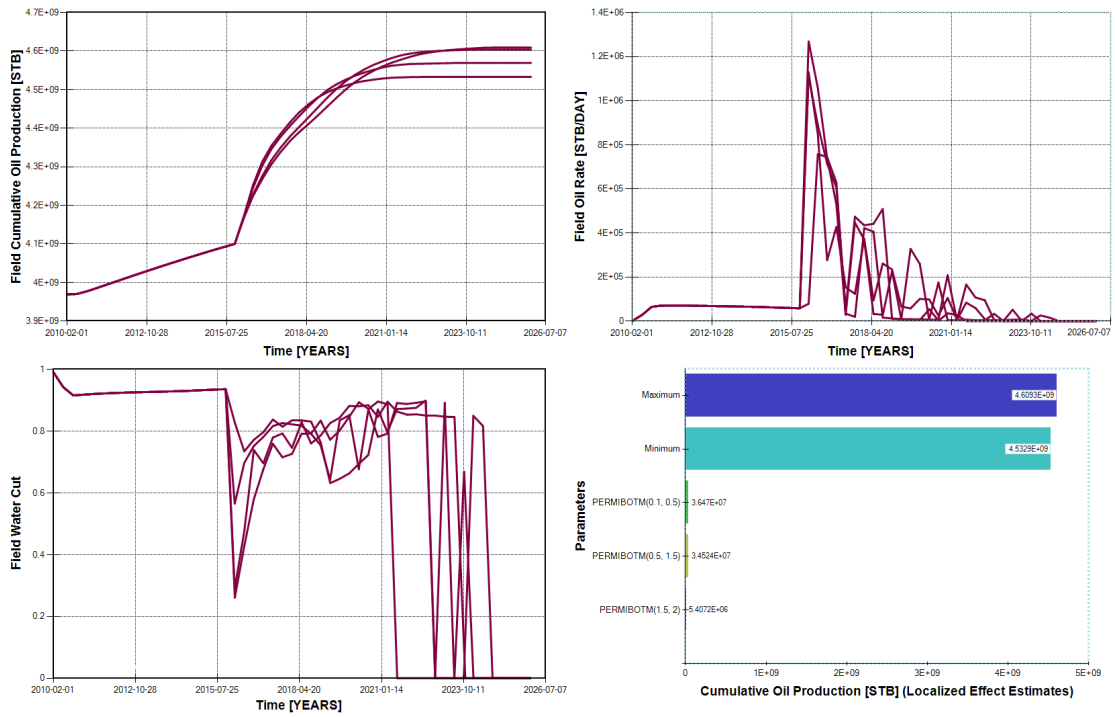 4.7E+09
4.6E+09
4.5E+09
4.4E+09
4.3E+09
4.2E+09
4.1E+09
4E+09
3.9E+09
Field Cumulative Oil Production [STB]
2010-02-01 2012-10-28 2015-07-25 2018-04-20 2021-01-14 2023-10-11 2026-07-07
Time [YEARS]
1.4E+06
1.2E+06
1E+06
8E+05
6E+05
4E+05
2E+05
0
Field Oil Rate [STB/DAY]
2010-02-01 2012-10-28 2015-07-25 2018-04-20 2021-01-14 2023-10-11 2026-07-07
Time [YEARS]
1
0.8
0.6
0.4
0.2
0
Field Water Cut
2010-02-01 2012-10-28 2015-07-25 2018-04-20 2021-01-14 2023-10-11 2026-07-07
Time [YEARS]
Parameters
Maximum 4.6093E+09
Minimum 4.5329E+09
PERMIBOTM(0.1, 0.5) 3.647E+07
PERMIBOTM(0.5, 1.5) 3.4524E+07
PERMIBOTM(1.5, 2) 5.4072E+06
0 1E+09 2E+09 3E+09 4E+09 5E+09
Cumulative Oil Production [STB] (Localized Effect Estimates)